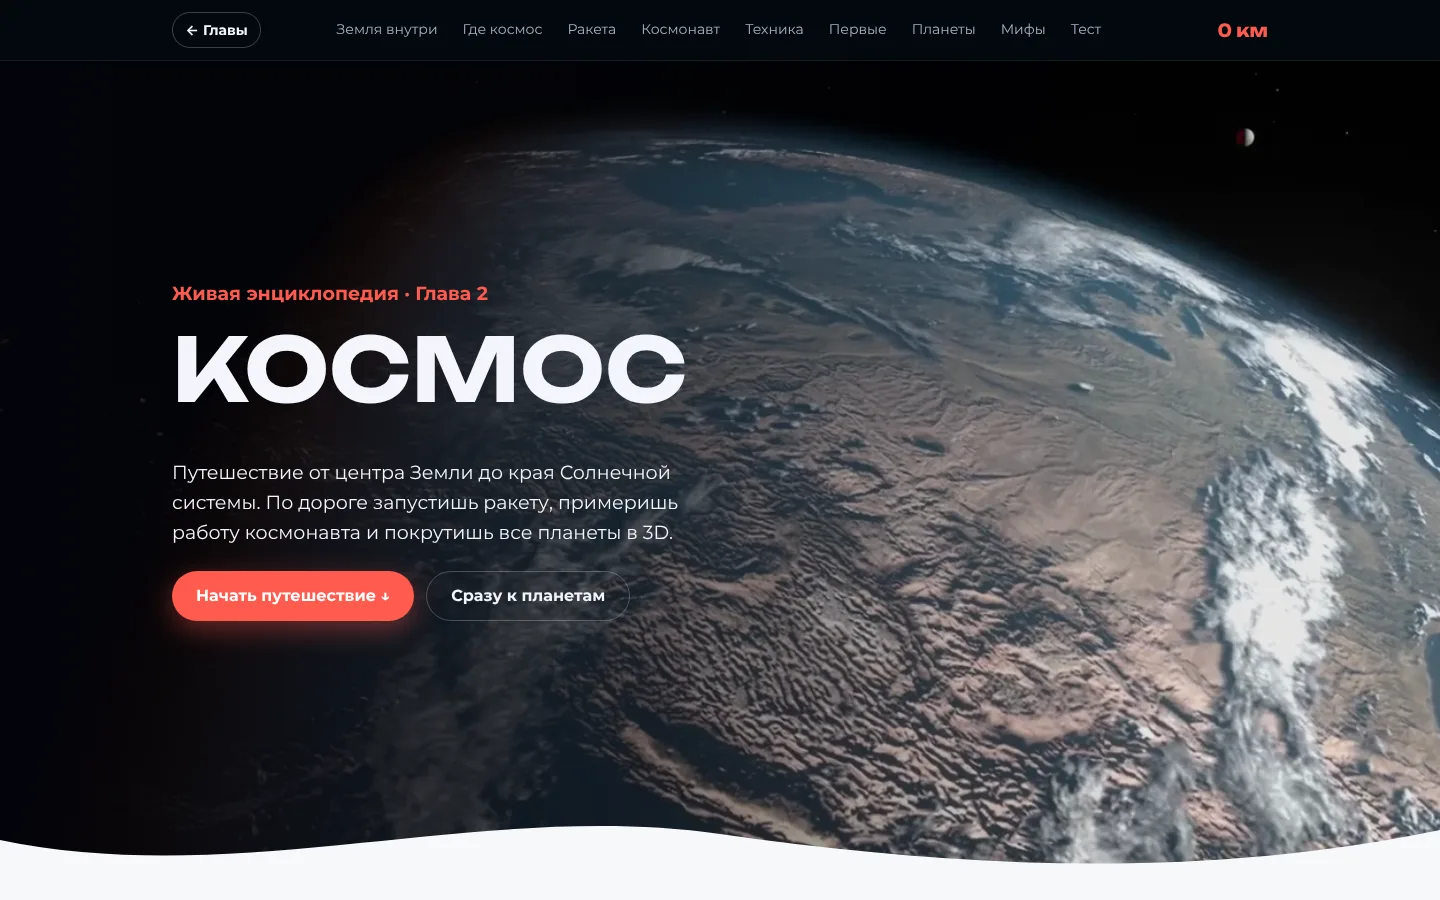 ← Главы
Земля внутри
Где космос
Ракета
Космонавт
Техника
Первые
Планеты
Мифы
Тест
0 км
Живая энциклопедия · Глава 2
КОСМОС
Путешествие от центра Земли до края Солнечной
системы. По дороге запустишь ракету, примеришь
работу космонавта и покрутишь все планеты в 3D.
Начать путешествие ↓
Сразу к планетам